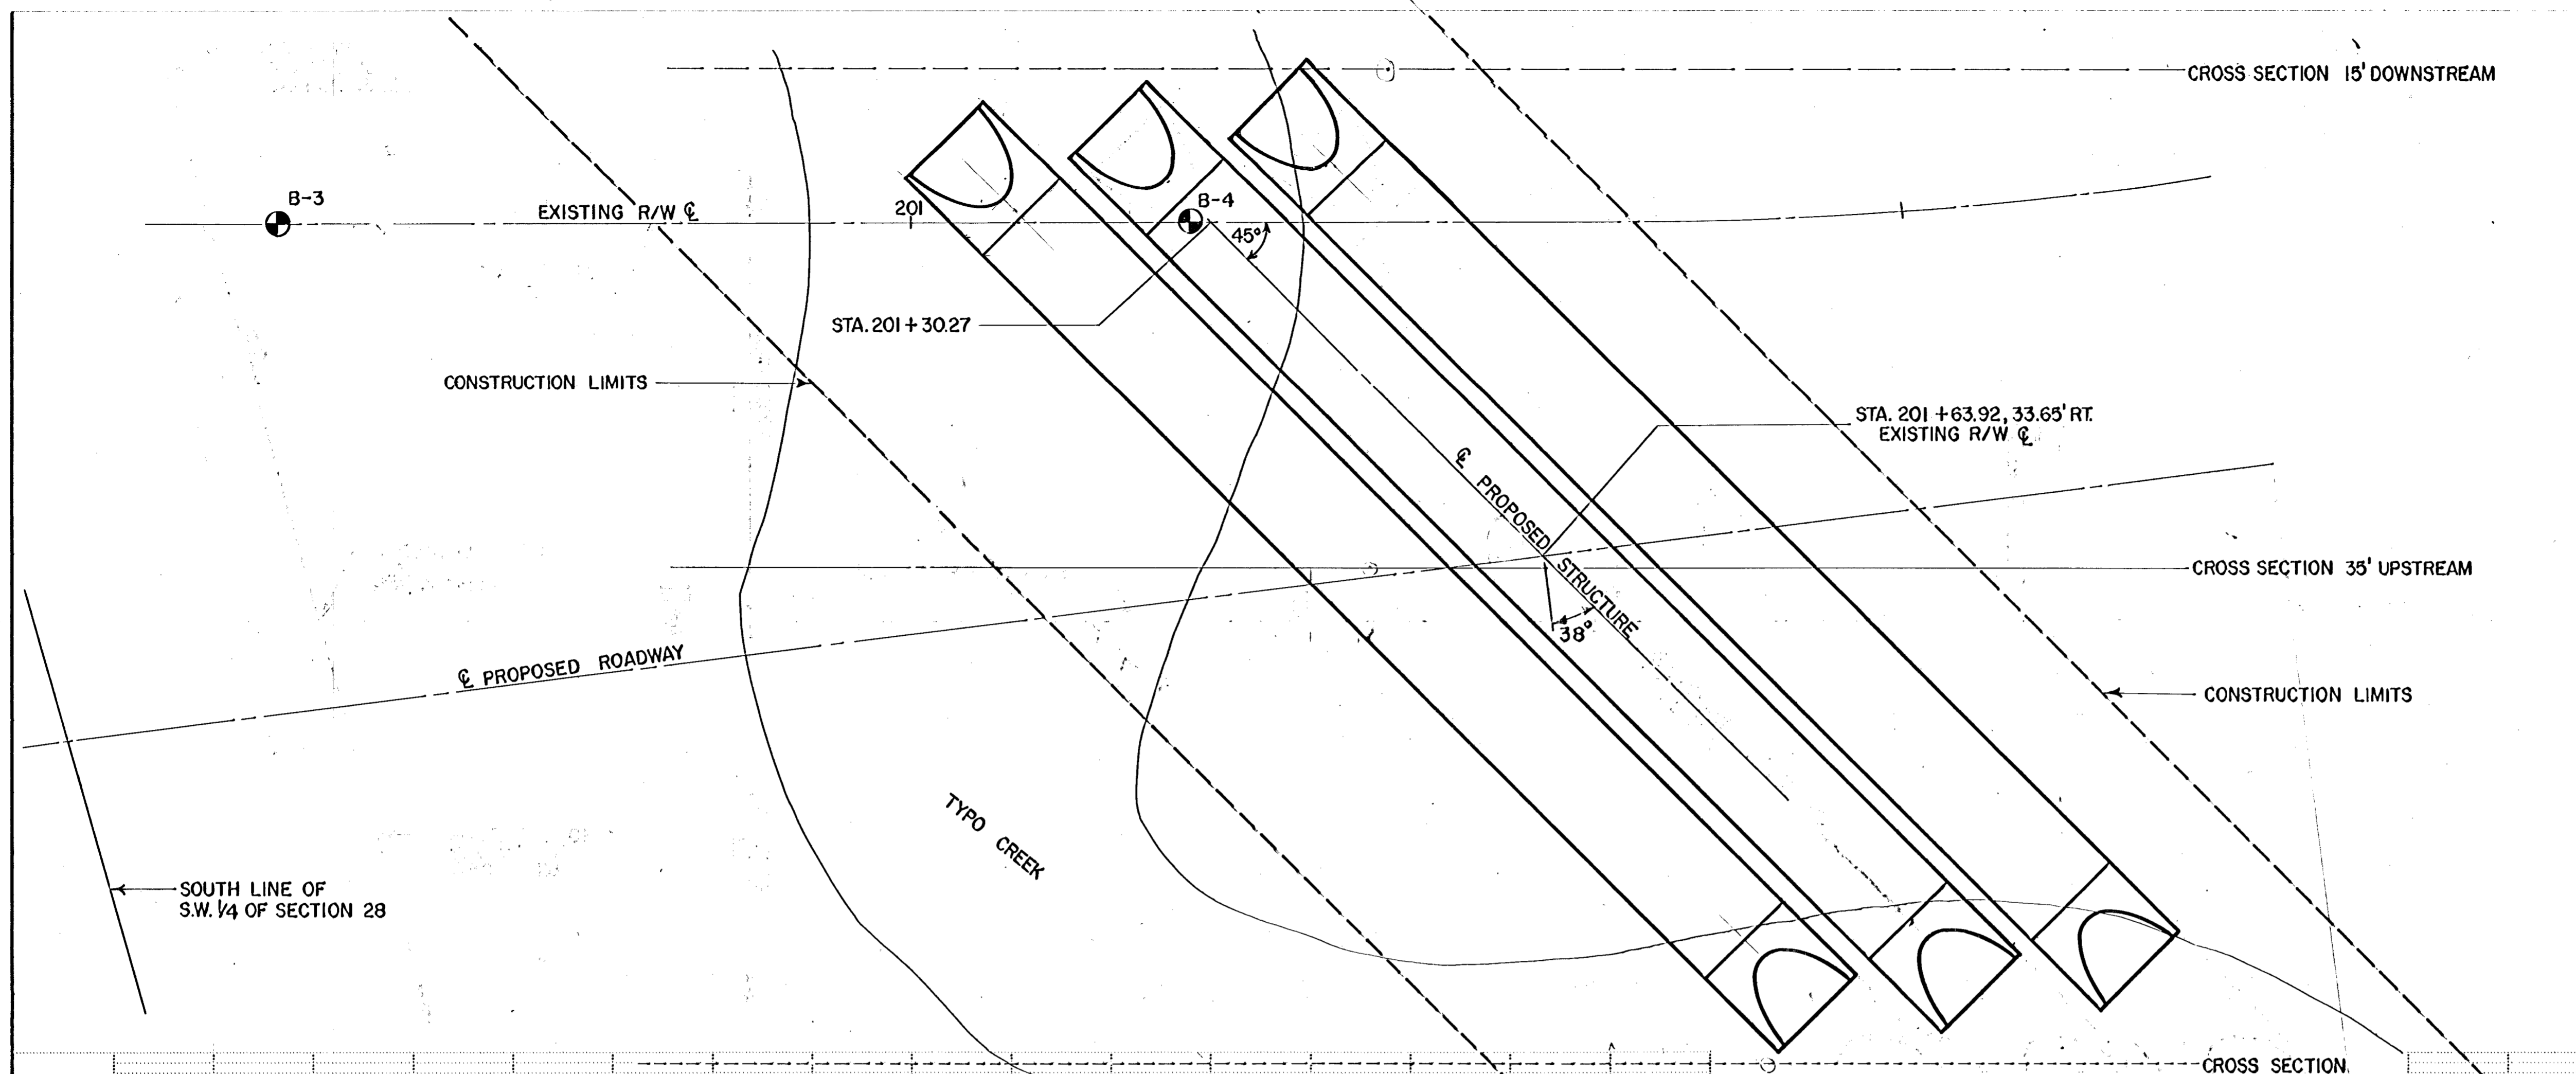 CROSS SECTION 15' DOWNSTREAM
B-3
EXISTING R/W ℄
201
B-4
45°
STA. 201 + 30.27
CONSTRUCTION LIMITS
STA. 201 + 63.92, 33.65' RT.
EXISTING R/W ℄
℄ PROPOSED STRUCTURE
CROSS SECTION 35' UPSTREAM
38°
℄ PROPOSED ROADWAY
CONSTRUCTION LIMITS
TYPO CREEK
SOUTH LINE OF
S.W. 1/4 OF SECTION 28
CROSS SECTION